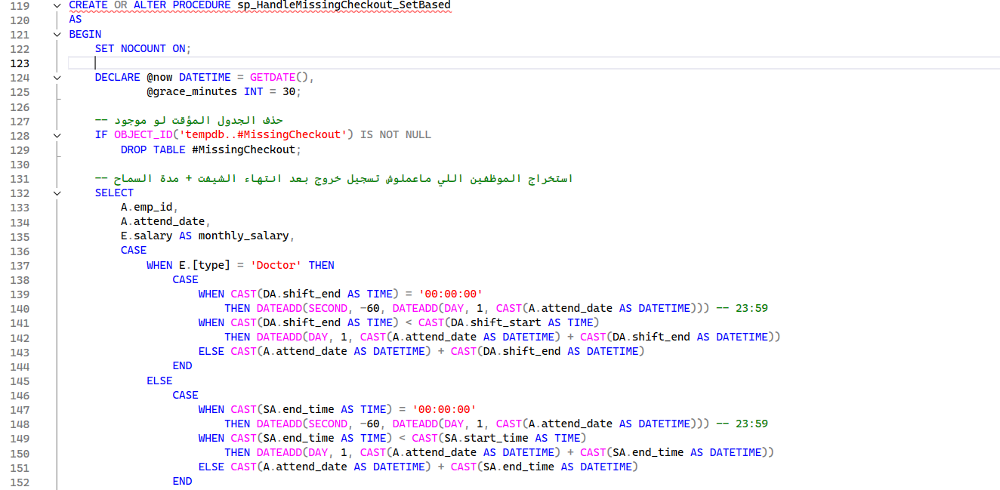 119 CREATE OR ALTER PROCEDURE sp_HandleMissingCheckout_SetBased
120 AS
121 BEGIN
122 SET NOCOUNT ON;
123
124 DECLARE @now DATETIME = GETDATE(),
125 @grace_minutes INT = 30;
126
127 -- حذف الجدول المؤقت لو موجود
128 IF OBJECT_ID('tempdb..#MissingCheckout') IS NOT NULL
129 DROP TABLE #MissingCheckout;
130
131 -- استخراج الموظفين اللي ماعملوش تسجيل خروج بعد انتهاء الشيفت + مدة السماح
132 SELECT
133 A.emp_id,
134 A.attend_date,
135 E.salary AS monthly_salary,
136 CASE
137 WHEN E.[type] = 'Doctor' THEN
138 CASE
139 WHEN CAST(DA.shift_end AS TIME) = '00:00:00'
140 THEN DATEADD(SECOND, -60, DATEADD(DAY, 1, CAST(A.attend_date AS DATETIME))) -- 23:59
141 WHEN CAST(DA.shift_end AS TIME) < CAST(DA.shift_start AS TIME)
142 THEN DATEADD(DAY, 1, CAST(A.attend_date AS DATETIME) + CAST(DA.shift_end AS DATETIME))
143 ELSE CAST(A.attend_date AS DATETIME) + CAST(DA.shift_end AS DATETIME)
144 END
145 ELSE
146 CASE
147 WHEN CAST(SA.end_time AS TIME) = '00:00:00'
148 THEN DATEADD(SECOND, -60, DATEADD(DAY, 1, CAST(A.attend_date AS DATETIME))) -- 23:59
149 WHEN CAST(SA.end_time AS TIME) < CAST(SA.start_time AS TIME)
150 THEN DATEADD(DAY, 1, CAST(A.attend_date AS DATETIME) + CAST(SA.end_time AS DATETIME))
151 ELSE CAST(A.attend_date AS DATETIME) + CAST(SA.end_time AS DATETIME)
152 END